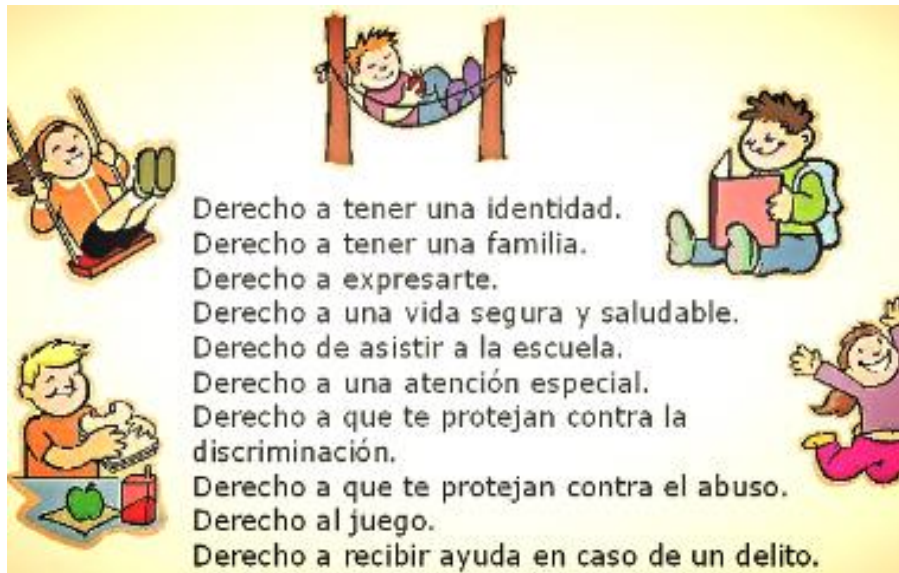 Derecho a tener una identidad.
Derecho a tener una familia.
Derecho a expresarte.
Derecho a una vida segura y saludable.
Derecho de asistir a la escuela.
Derecho a una atención especial.
Derecho a que te protejan contra la
discriminación.
Derecho a que te protejan contra el abuso.
Derecho al juego.
Derecho a recibir ayuda en caso de un delito.